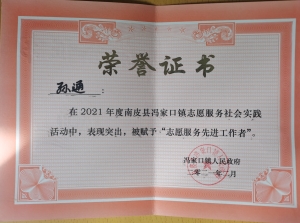 荣誉证书
孙通：
在2021年度南皮县冯家口镇志愿服务社会实践
活动中，表现突出，被赋予“志愿服务先进工作者”。
冯家口镇人民政府
二〇二一年二月